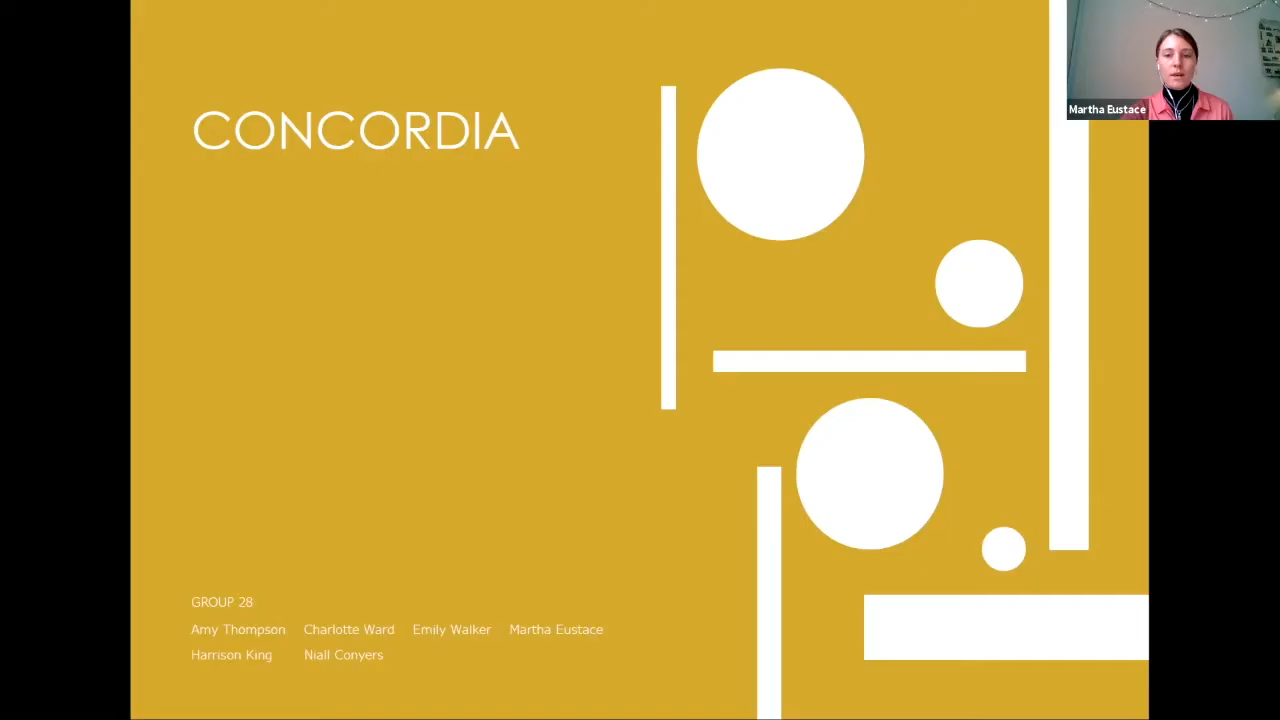 CONCORDIA
Martha Eustace
GROUP 28
Amy Thompson Charlotte Ward Emily Walker Martha Eustace
Harrison King Niall Conyers